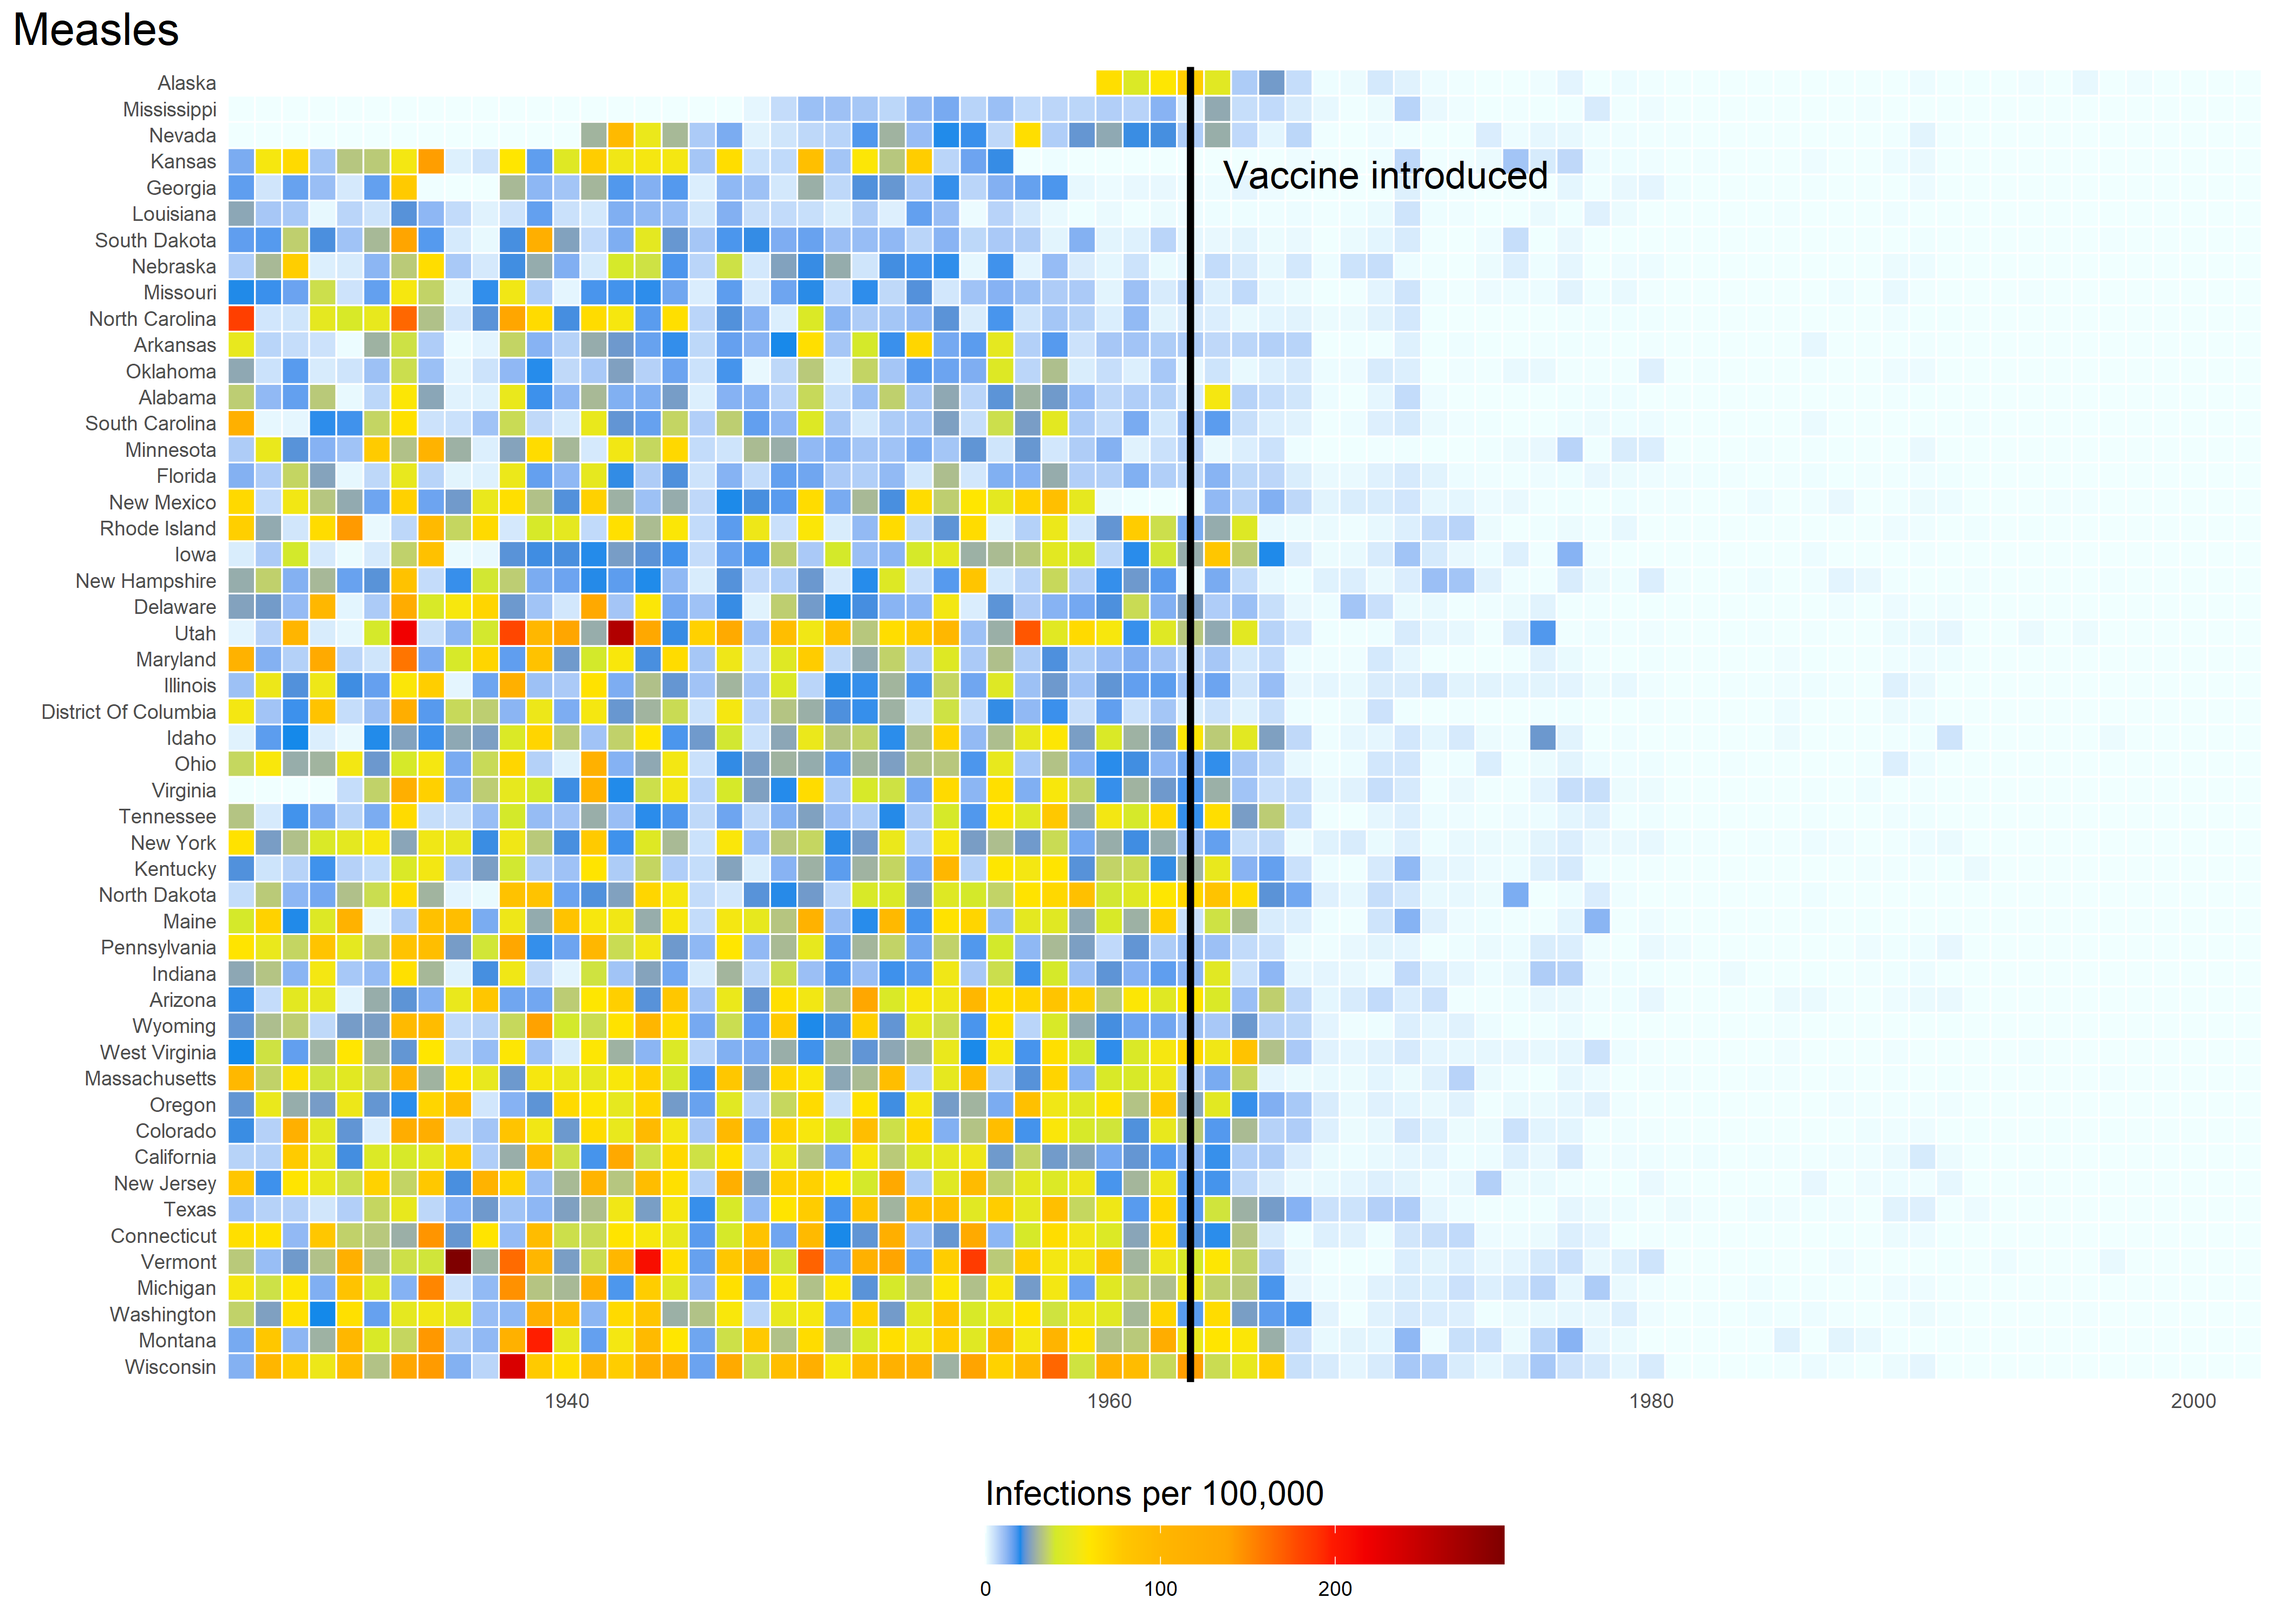 Measles
Alaska
Mississippi
Nevada
Kansas
Vaccine introduced
Georgia
Louisiana
South Dakota
Nebraska
Missouri
North Carolina
Arkansas
Oklahoma
Alabama
South Carolina
Minnesota
Florida
New Mexico
Rhode Island
Iowa
New Hampshire
Delaware
Utah
Maryland
Illinois
District Of Columbia
Idaho
Ohio
Virginia
Tennessee
New York
Kentucky
North Dakota
Maine
Pennsylvania
Indiana
Arizona
Wyoming
West Virginia
Massachusetts
Oregon
Colorado
California
New Jersey
Texas
Connecticut
Vermont
Michigan
Washington
Montana
Wisconsin
1940 1960 1980 2000
Infections per 100,000
0 100 200